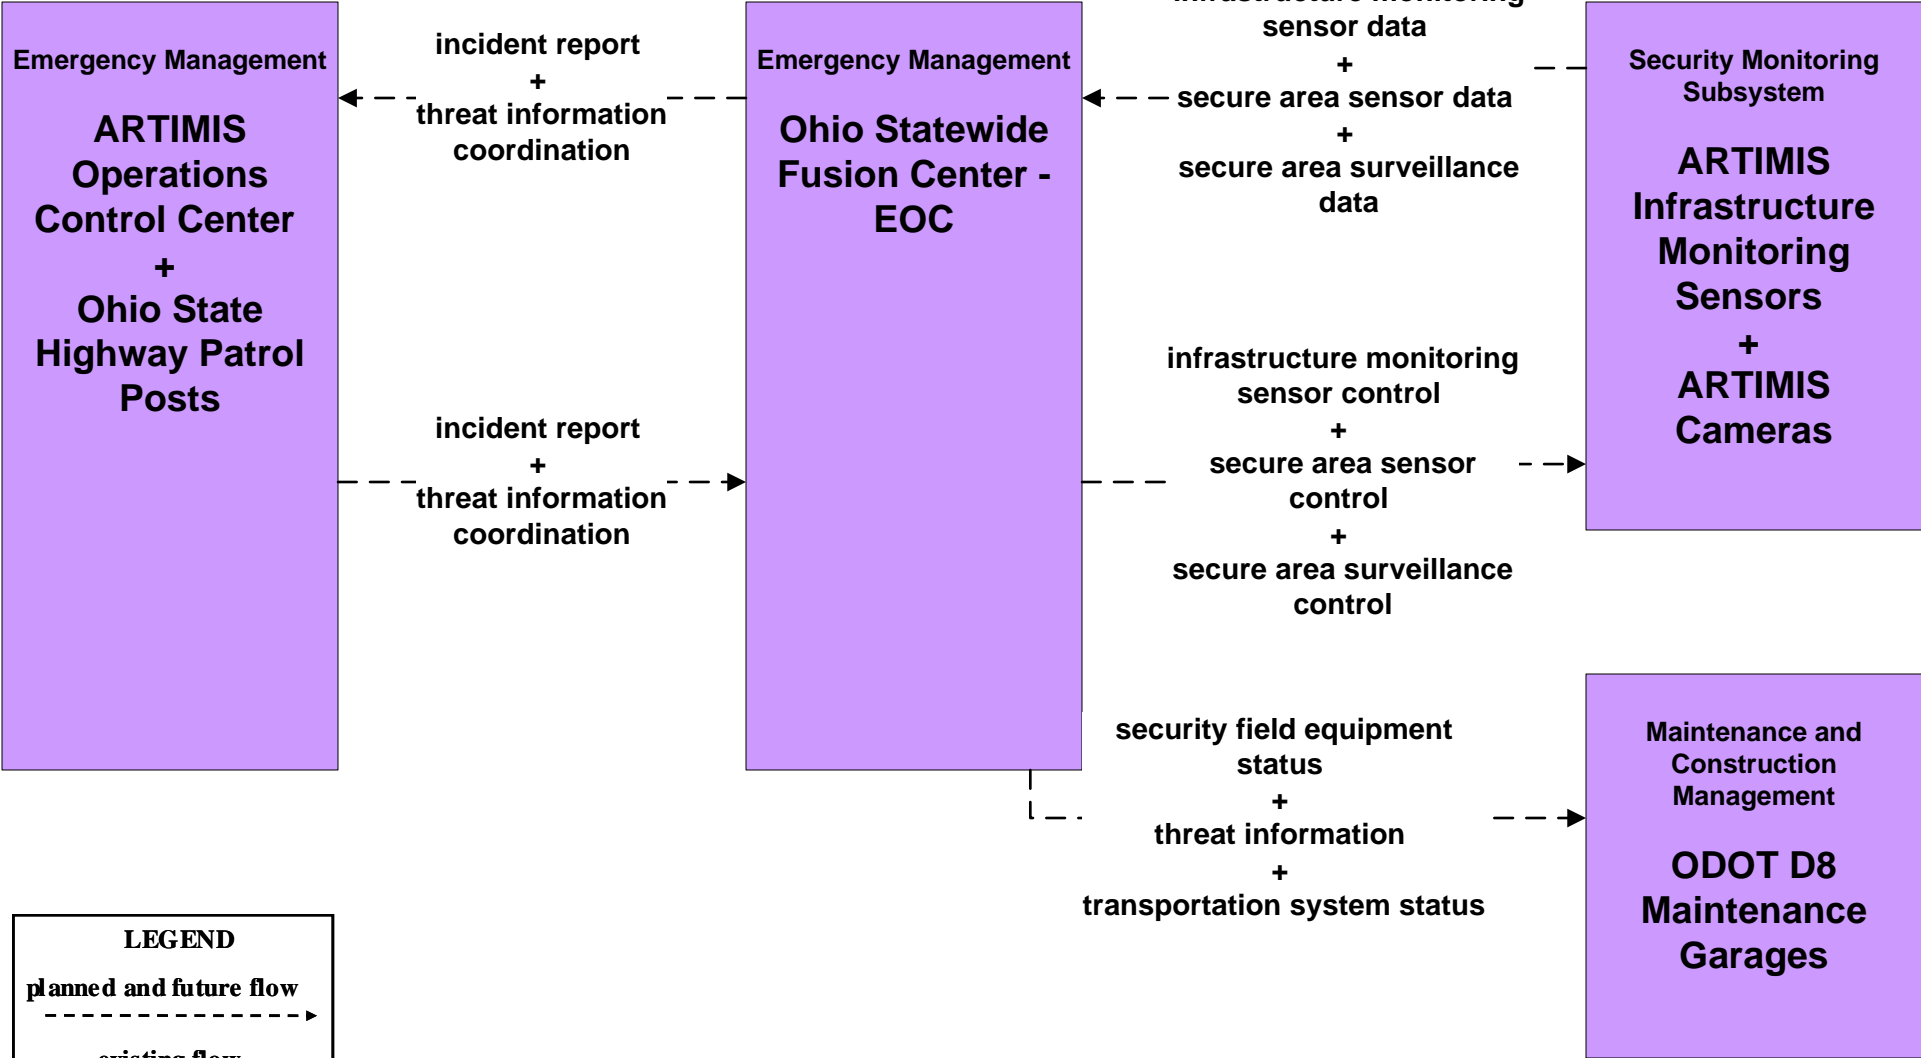 Emergency Management
ARTIMIS
Operations
Control Center
+
Ohio State
Highway Patrol
Posts
incident report
+
threat information
coordination
incident report
+
threat information
coordination
Emergency Management
Ohio Statewide
Fusion Center -
EOC
infrastructure monitoring
sensor data
+
secure area sensor data
+
secure area surveillance
data
infrastructure monitoring
sensor control
+
secure area sensor
control
+
secure area surveillance
control
security field equipment
status
+
threat information
+
transportation system status
Security Monitoring
Subsystem
ARTIMIS
Infrastructure
Monitoring
Sensors
+
ARTIMIS
Cameras
Maintenance and
Construction
Management
ODOT D8
Maintenance
Garages
LEGEND
planned and future flow
existing flow